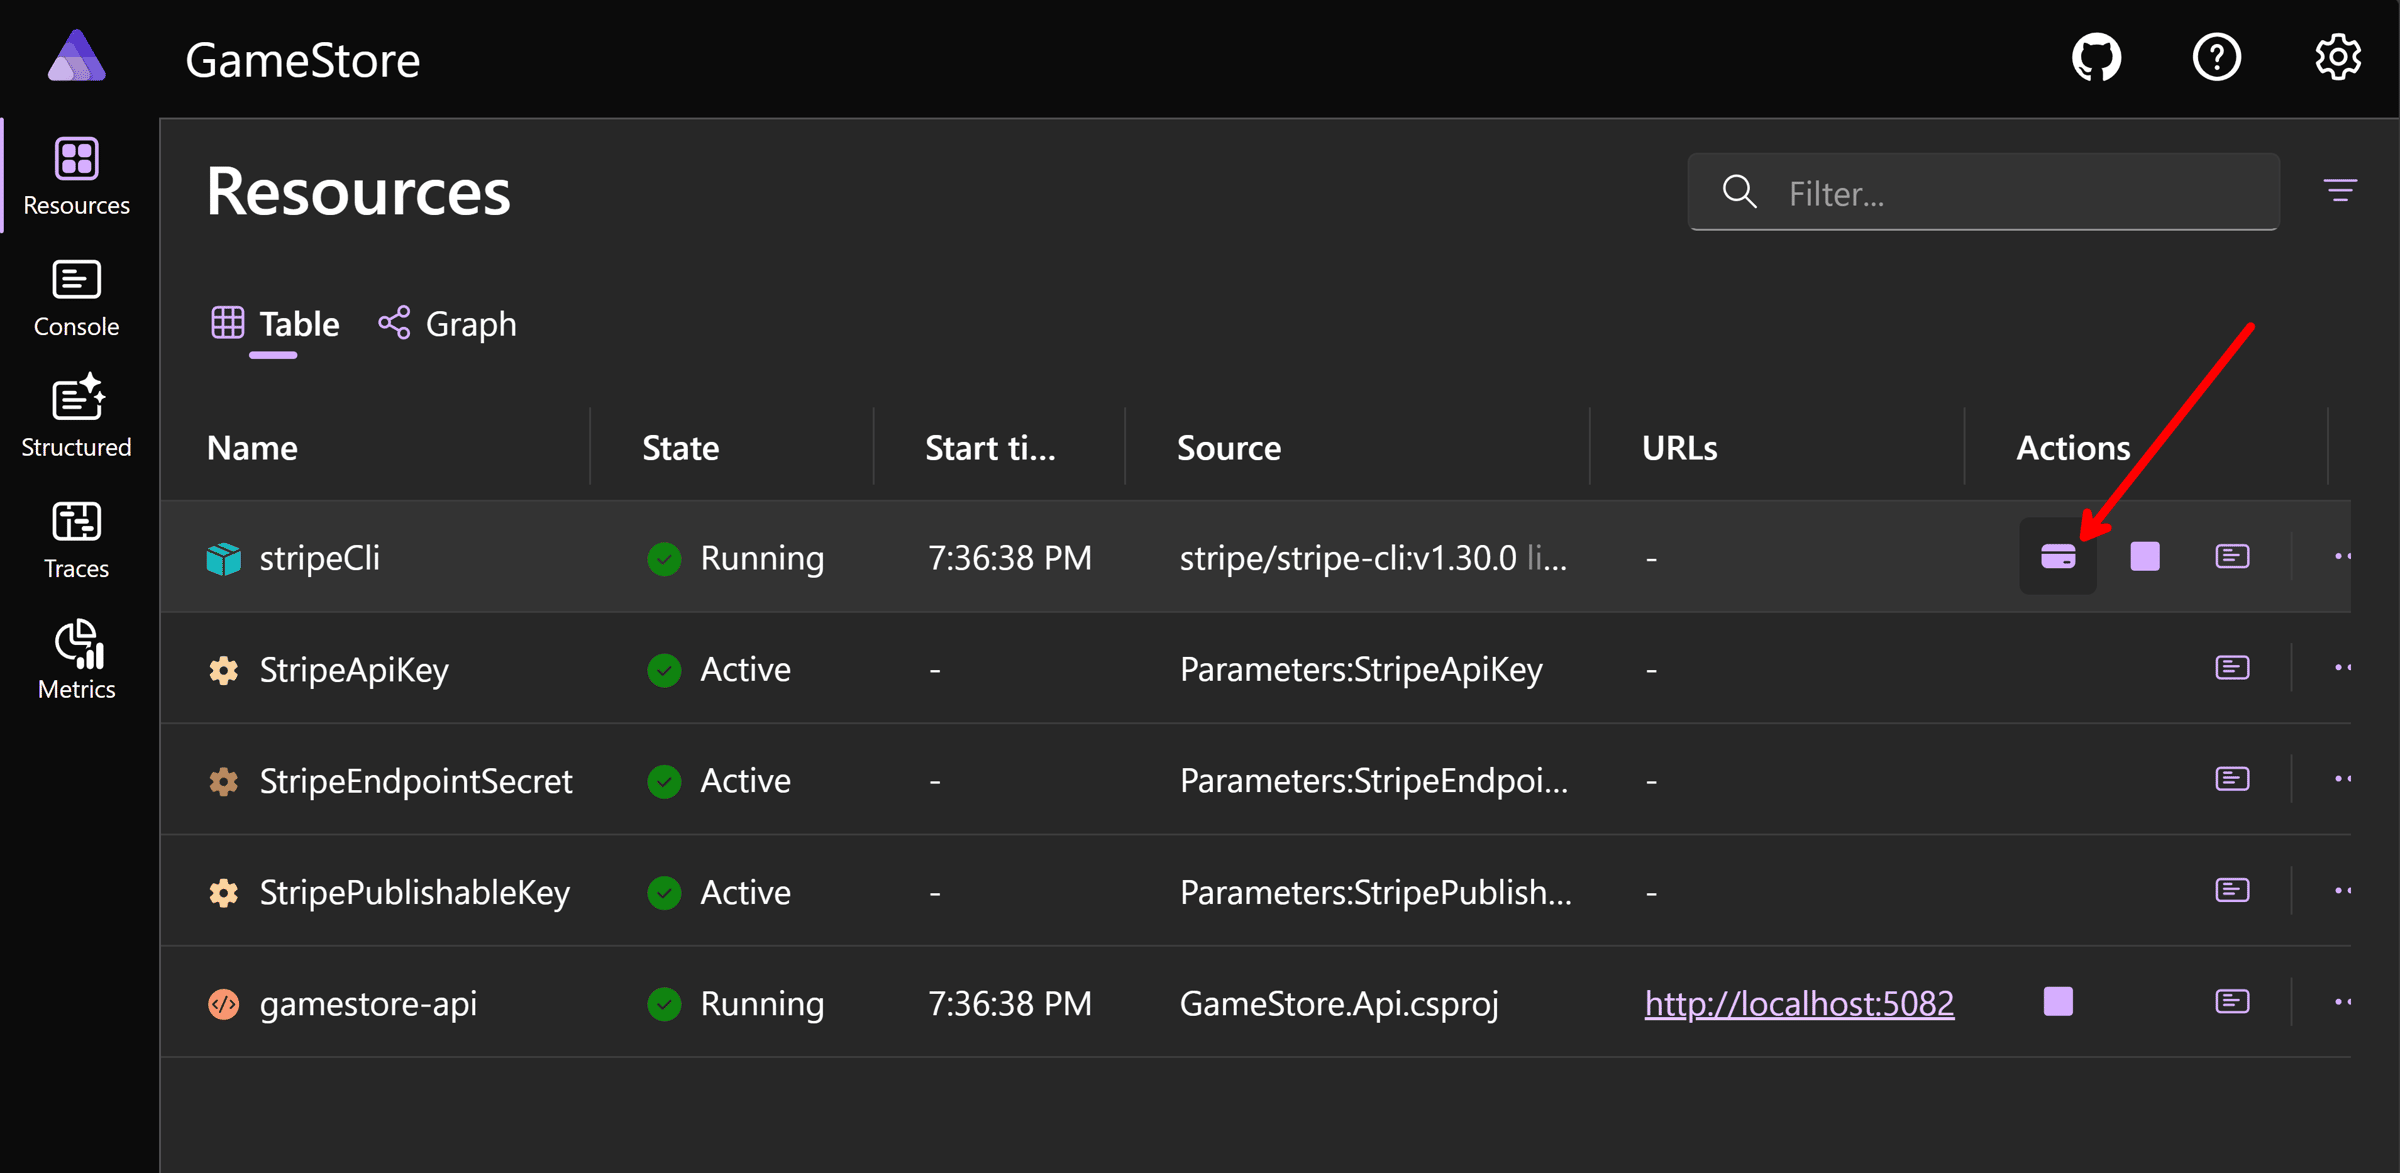 GameStore
Resources
Console
Structured
Traces
Metrics
Resources
Filter...
Table Graph
Name State Start ti... Source URLs Actions
stripeCli Running 7:36:38 PM stripe/stripe-cli:v1.30.0 li... -
StripeApiKey Active - Parameters:StripeApiKey -
StripeEndpointSecret Active - Parameters:StripeEndpoi... -
StripePublishableKey Active - Parameters:StripePublish... -
gamestore-api Running 7:36:38 PM GameStore.Api.csproj http://localhost:5082